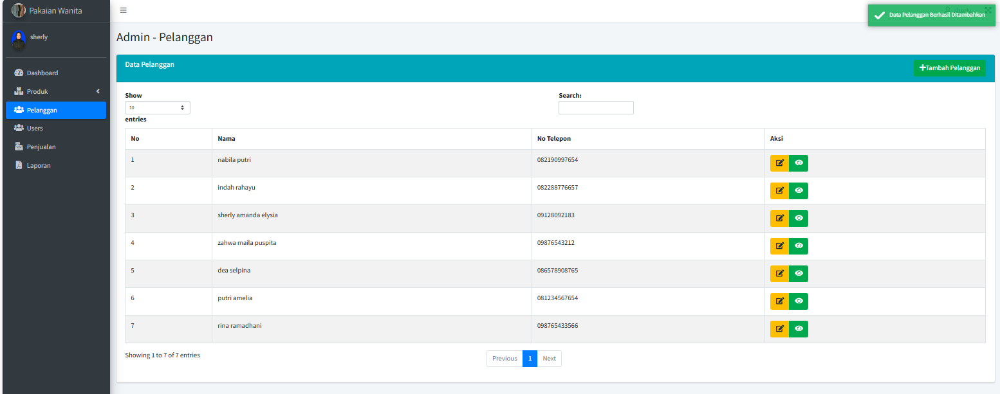 Pakaian Wanita
sherly
Dashboard
Produk
Pelanggan
Users
Penjualan
Laporan
Data Pelanggan Berhasil Ditambahkan
Admin - Pelanggan
Data Pelanggan
Tambah Pelanggan
Show
10
entries
Search:
No Nama No Telepon Aksi
1 nabila putri 082190997654
2 indah rahayu 082288776657
3 sherly amanda elysia 09128092183
4 zahwa maila puspita 09876543212
5 dea selpina 086578908765
6 putri amelia 081234567654
7 rina ramadhani 098765433566
Showing 1 to 7 of 7 entries
Previous 1 Next